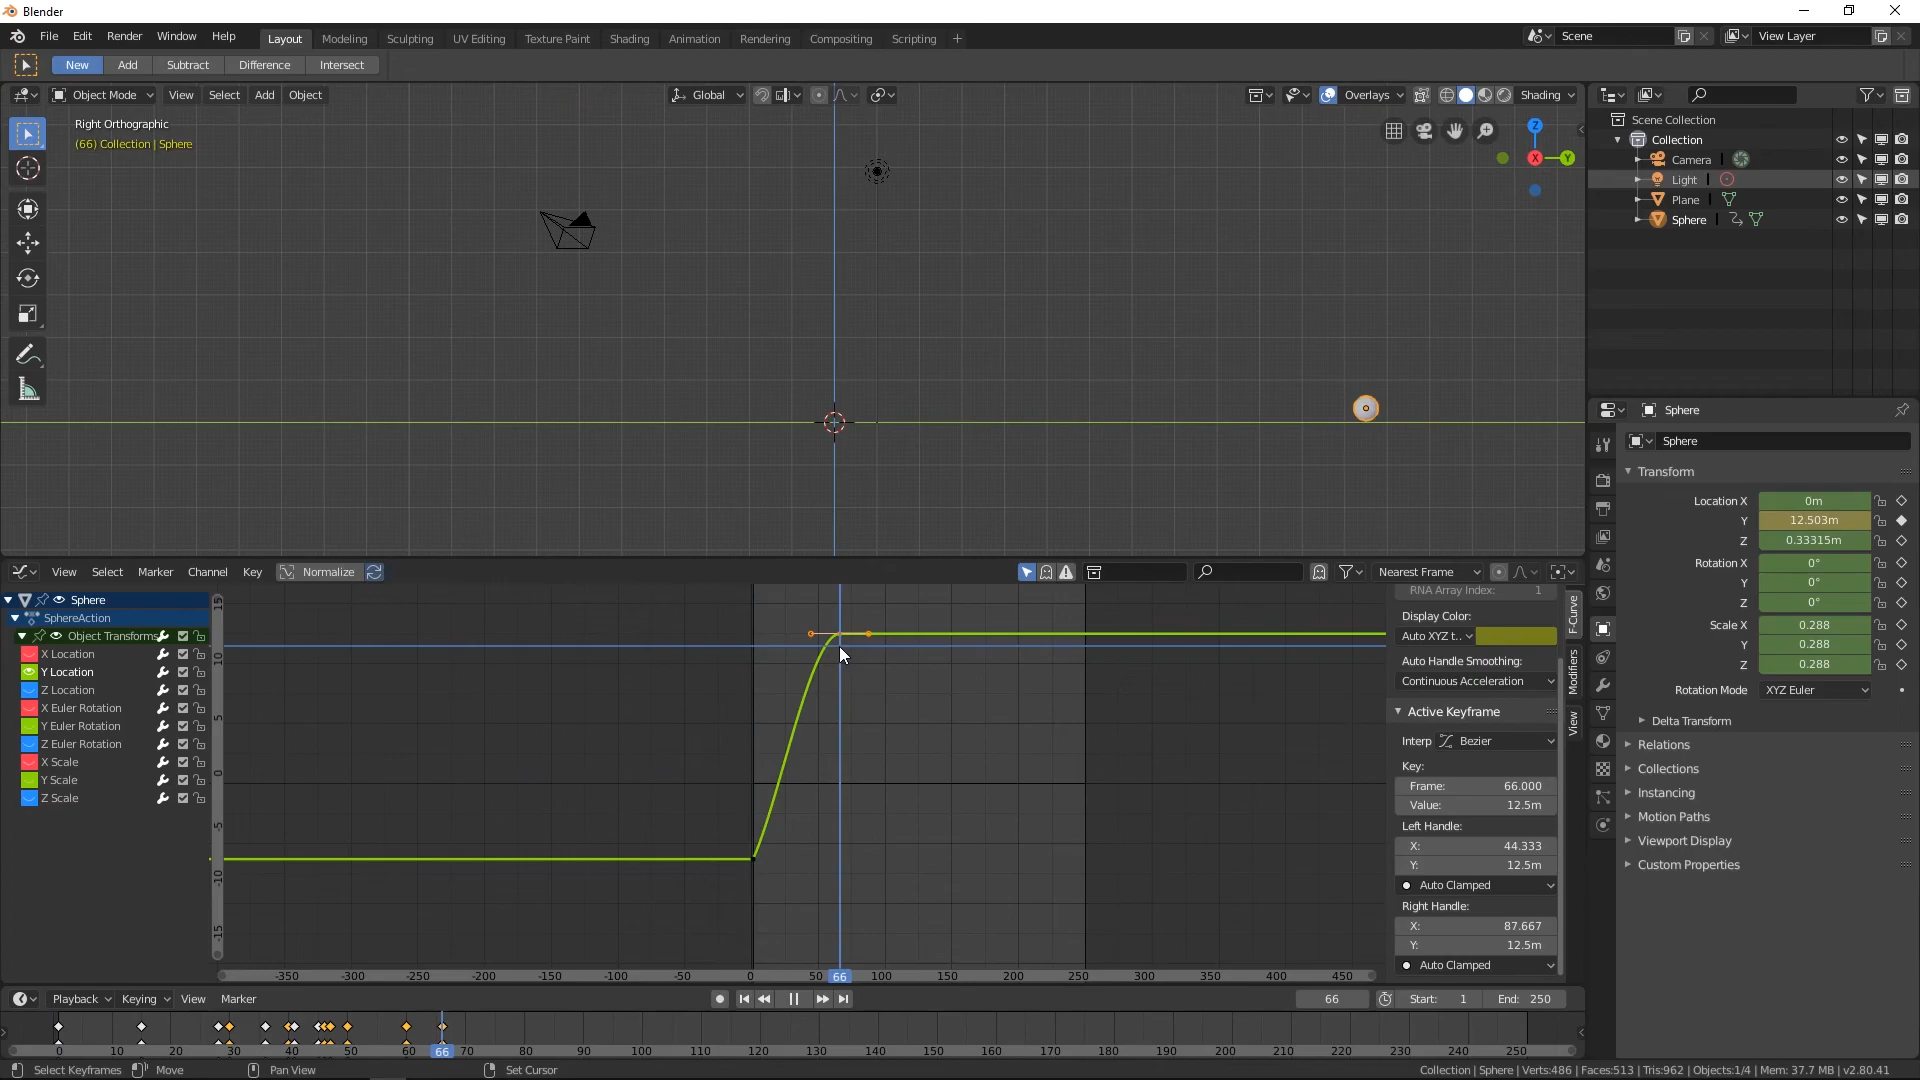 Blender
File Edit Render Window Help Layout Modeling Sculpting UV Editing Texture Paint Shading Animation Rendering Compositing Scripting + Scene View Layer
New Add Subtract Difference Intersect
Object Mode View Select Add Object Global Overlays Shading
Right Orthographic
(66) Collection | Sphere
Z
X
Y
Scene Collection
Collection
Camera
Light
Plane
Sphere
Sphere
Sphere
Transform
Location X 0m
Y 12.503m
Z 0.33315m
Rotation X 0°
Y 0°
Z 0°
Scale X 0.288
Y 0.288
Z 0.288
Rotation Mode XYZ Euler
Delta Transform
Relations
Collections
Instancing
Motion Paths
Viewport Display
Custom Properties
View Select Marker Channel Key Normalize Nearest Frame
Sphere
SphereAction
Object Transforms
X Location
Y Location
Z Location
X Euler Rotation
Y Euler Rotation
Z Euler Rotation
X Scale
Y Scale
Z Scale
15
10
5
0
-5
-10
-15
-350 -300 -250 -200 -150 -100 -50 0 50 66 100 150 200 250 300 350 400 450
RNA Array Index: 1
Display Color:
Auto XYZ t..
Auto Handle Smoothing:
Continuous Acceleration
Active Keyframe
Interp Bezier
Key:
Frame: 66.000
Value: 12.5m
Left Handle:
X: 44.333
Y: 12.5m
Auto Clamped
Right Handle:
X: 87.667
Y: 12.5m
Auto Clamped
F-Curve
Modifiers
View
Playback Keying View Marker 66 Start: 1 End: 250
0 10 20 30 40 50 60 66 70 80 90 100 110 120 130 140 150 160 170 180 190 200 210 220 230 240 250
Select Keyframes Move Pan View Set Cursor Collection | Sphere | Verts:486 | Faces:513 | Tris:962 | Objects:1/4 | Mem: 37.7 MB | v2.80.41